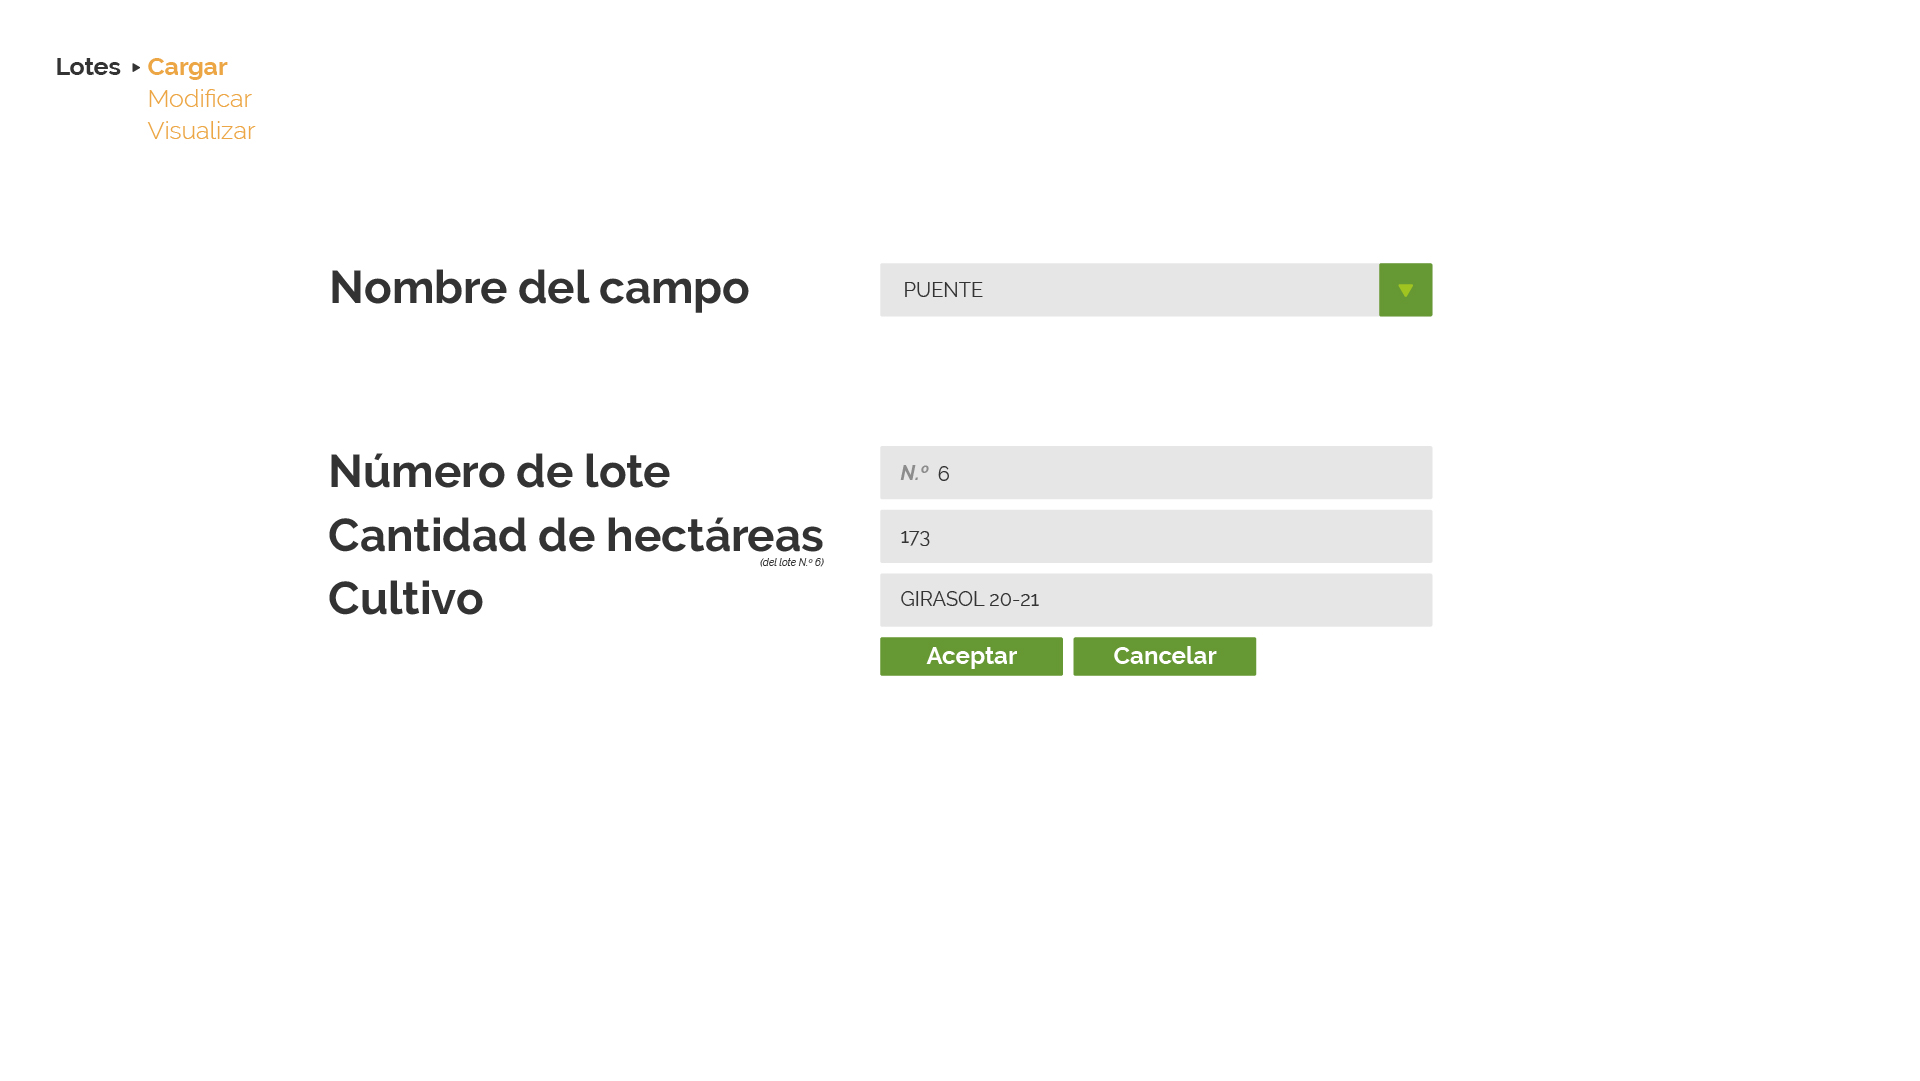 Lotes ▸ Cargar
Modificar
Visualizar
Nombre del campo PUENTE
Número de lote N.º 6
Cantidad de hectáreas 173
(del lote N.º 6)
Cultivo GIRASOL 20-21
Aceptar Cancelar